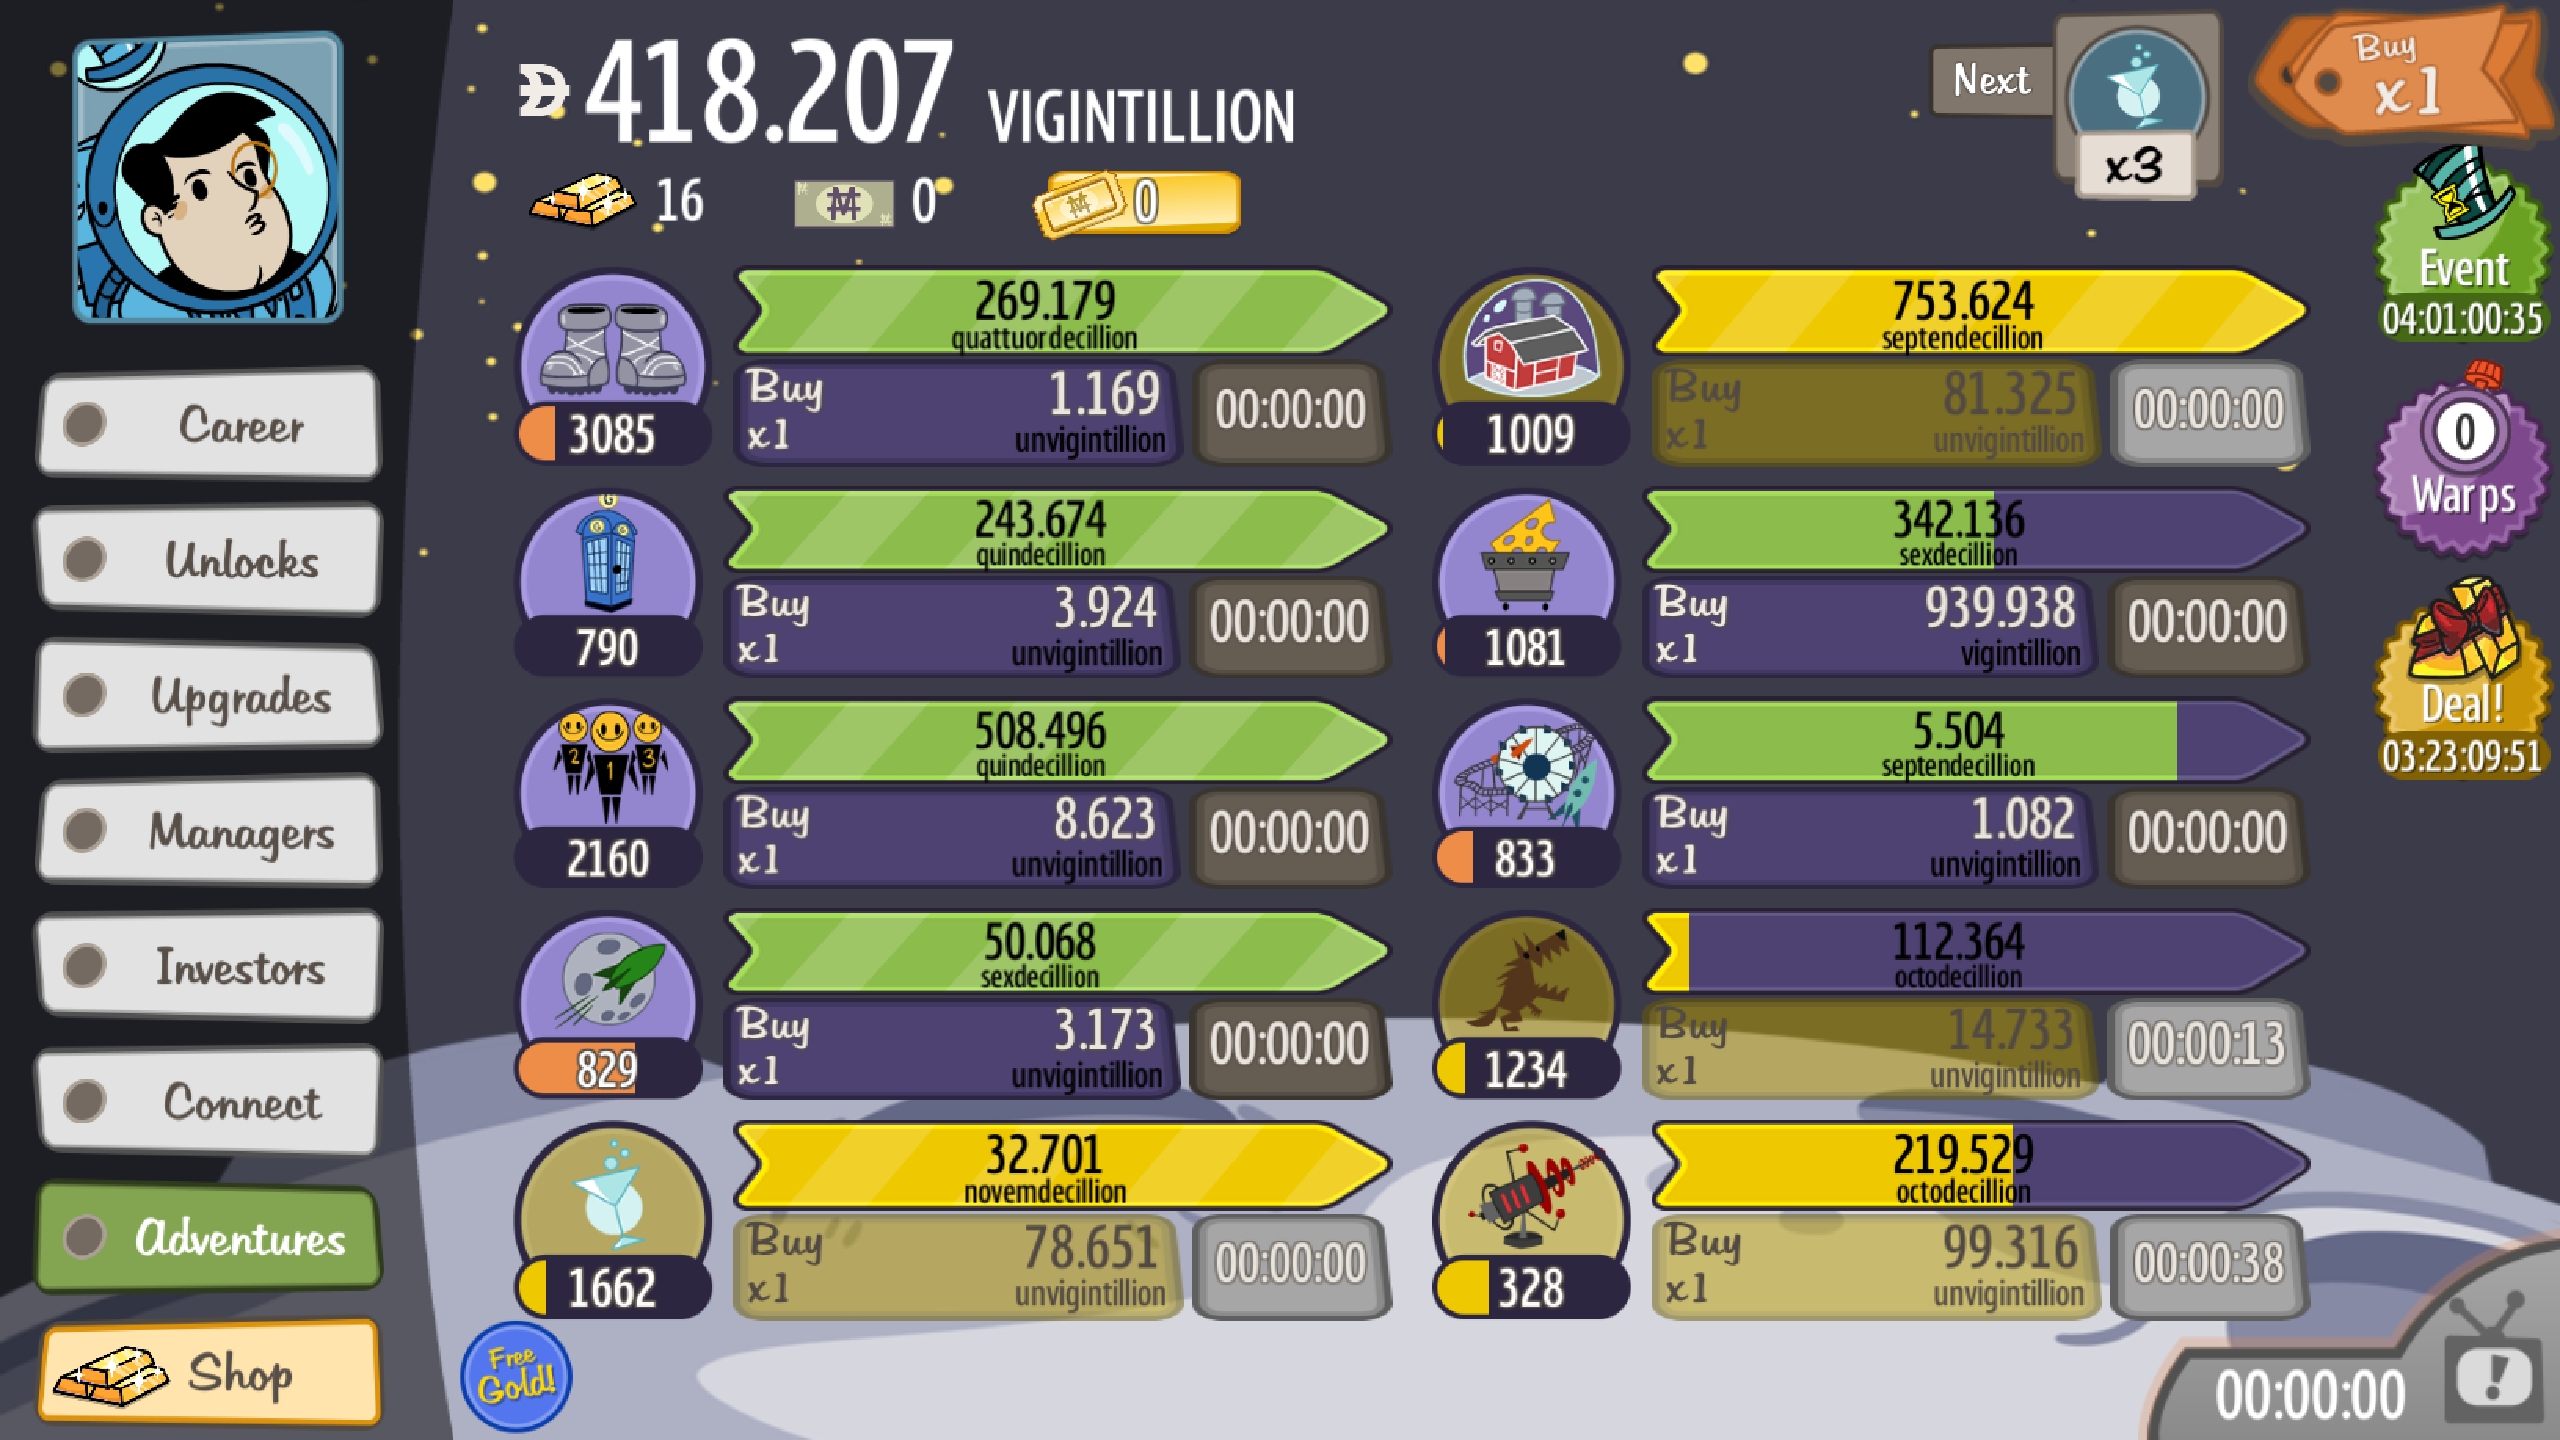 418.207 VIGINTILLION
16
0
0
Next
x3
Buy
x1
Event
04:01:00:35
0
Warps
Deal!
03:23:09:51
Career
Unlocks
Upgrades
Managers
Investors
Connect
Adventures
Shop
269.179
quattuordecillion
Buy
x1
1.169
unvigintillion
00:00:00
3085
753.624
septendecillion
Buy
x1
81.325
unvigintillion
00:00:00
1009
G
243.674
quindecillion
Buy
x1
3.924
unvigintillion
00:00:00
790
342.136
sexdecillion
Buy
x1
939.938
vigintillion
00:00:00
1081
2 1 3
508.496
quindecillion
Buy
x1
8.623
unvigintillion
00:00:00
2160
5.504
septendecillion
Buy
x1
1.082
unvigintillion
00:00:00
833
50.068
sexdecillion
Buy
x1
3.173
unvigintillion
00:00:00
829
112.364
octodecillion
Buy
x1
14.733
unvigintillion
00:00:13
1234
32.701
novemdecillion
Buy
x1
78.651
unvigintillion
00:00:00
1662
219.529
octodecillion
Buy
x1
99.316
unvigintillion
00:00:38
328
Free
Gold!
00:00:00
!